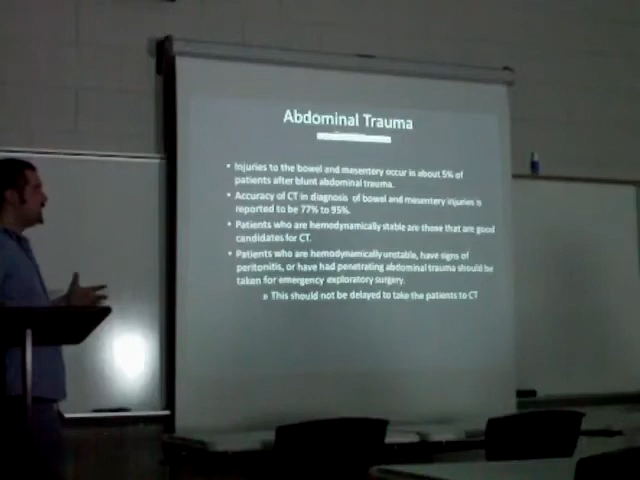 Abdominal Trauma
• Injuries to the bowel and mesentery occur in about 5% of
patients after blunt abdominal trauma.
• Accuracy of CT in diagnosis of bowel and mesentery injuries is
reported to be 77% to 95%.
• Patients who are hemodynamically stable are those that are good
candidates for CT.
• Patients who are hemodynamically unstable, have signs of
peritonitis, or have had penetrating abdominal trauma should be
taken for emergency exploratory surgery.
» This should not be delayed to take the patients to CT